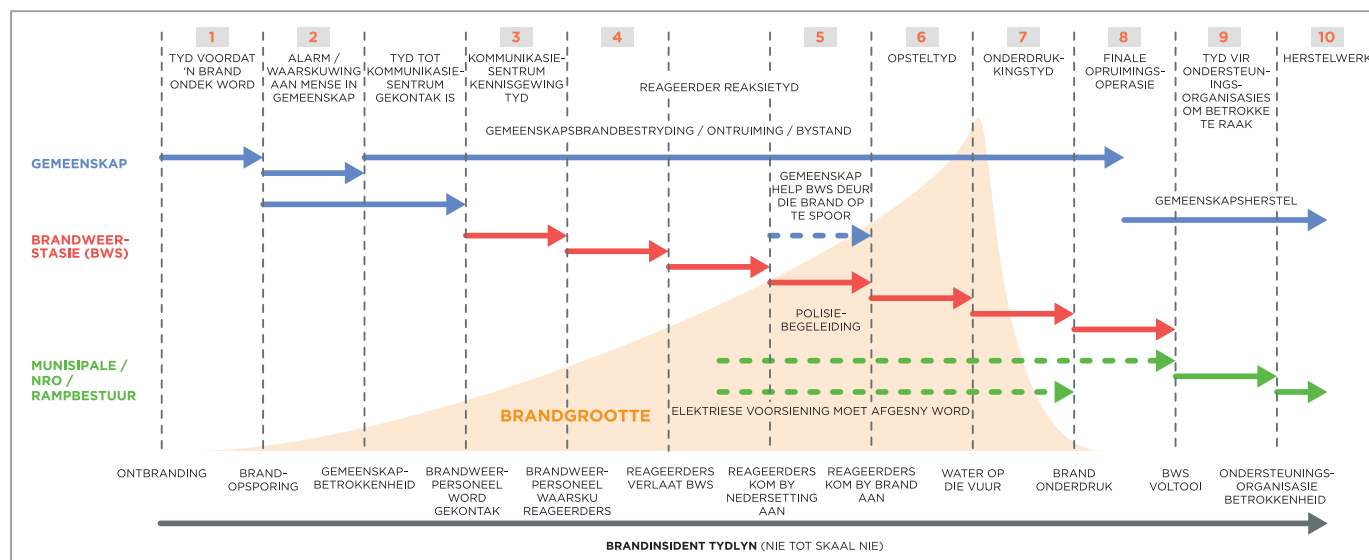 1
2
3
4
5
6
7
8
9
10
TYD VOORDAT
'N BRAND
ONDEK WORD
ALARM /
WAARSKUWING
AAN MENSE IN
GEMEENSKAP
TYD TOT
KOMMUNIKASIE-
SENTRUM
GEKONTAK IS
KOMMUNIKASIE-
SENTRUM
KENNISGEWING
TYD
REAGEERDER REAKSIETYD
OPSTELTYD
ONDERDRUK-
KINGSTYD
FINALE
OPRUIMINGS-
OPERASIE
TYD VIR
ONDERSTEUN-
INGS-
ORGANISASIES
OM BETROKKE
TE RAAK
HERSTELWERK
GEMEENSKAPSBRANDBESTRYDING / ONTRUIMING / BYSTAND
GEMEENSKAP
GEMEENSKAP
HELP BWS DEUR
DIE BRAND OP
TE SPOOR
GEMEENSKAPSHERSTEL
BRANDWEER-
STASIE (BWS)
POLISIE-
BEGELEIDING
MUNISIPALE /
NRO /
RAMPBESTUUR
BRANDGROOTTE
ELEKTRIESE VOORSIENING MOET AFGESNY WORD
ONTBRANDING
BRAND-
OPSPORING
GEMEENSKAP-
BETROKKENHEID
BRANDWEER-
PERSONEEL
WORD
GEKONTAK
BRANDWEER-
PERSONEEL
WAARSKU
REAGEERDERS
REAGEERDERS
VERLAAT BWS
REAGEERDERS
KOM BY
NEDERSETTING
AAN
REAGEERDERS
KOM BY BRAND
AAN
WATER OP
DIE VUUR
BRAND
ONDERDRUK
BWS
VOLTOOI
ONDERSTEUNINGS-
ORGANISASIE
BETROKKENHEID
BRANDINSIDENT TYDLYN (NIE TOT SKAAL NIE)